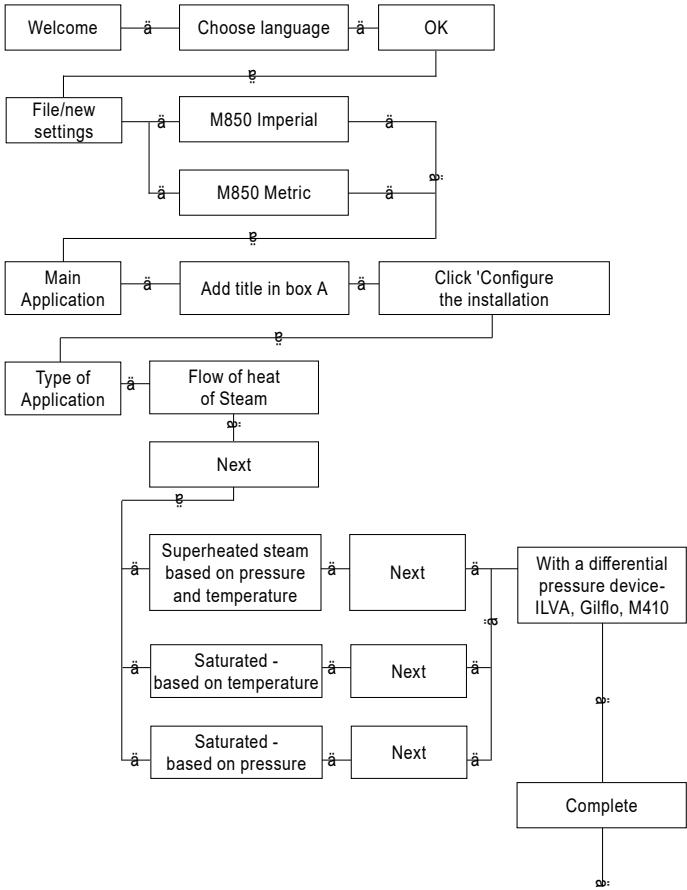 Welcome ä Choose language ä OK
ä
File/new
settings
ä M850 Imperial ä
ä
ä M850 Metric ä
ä
Main
Application
ä Add title in box A ä
Click 'Configure
the installation
ä
Type of
Application
ä
Flow of heat
of Steam
ä
Next
ä
ä
Superheated steam
based on pressure
and temperature
ä Next ä
With a differential
pressure device-
ILVA, Gilflo, M410
ä
ä
Saturated -
based on temperature
ä Next ä
ä
ä
Saturated -
based on pressure
ä Next ä
Complete
ä